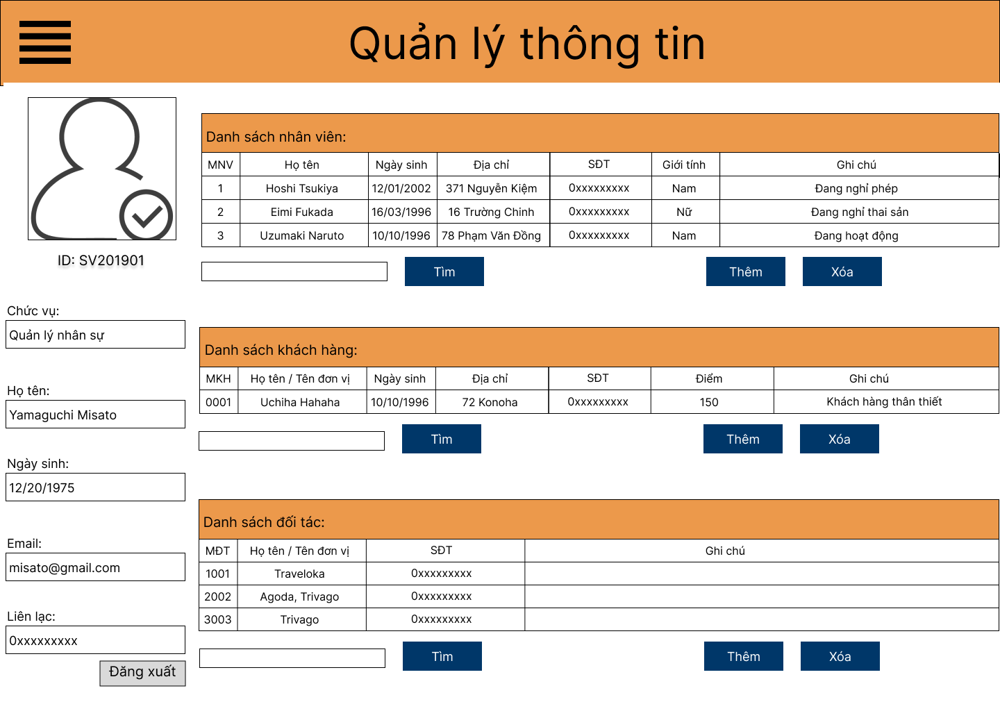 Quản lý thông tin
ID: SV201901
Chức vụ:
Quản lý nhân sự
Họ tên:
Yamaguchi Misato
Ngày sinh:
12/20/1975
Email:
misato@gmail.com
Liên lạc:
0xxxxxxxxx
Đăng xuất
Danh sách nhân viên:
MNV Họ tên Ngày sinh Địa chỉ SĐT Giới tính Ghi chú
1 Hoshi Tsukiya 12/01/2002 371 Nguyễn Kiệm 0xxxxxxxxx Nam Đang nghỉ phép
2 Eimi Fukada 16/03/1996 16 Trường Chinh 0xxxxxxxxx Nữ Đang nghỉ thai sản
3 Uzumaki Naruto 10/10/1996 78 Phạm Văn Đồng 0xxxxxxxxx Nam Đang hoạt động
Tìm Thêm Xóa
Danh sách khách hàng:
MKH Họ tên / Tên đơn vị Ngày sinh Địa chỉ SĐT Điểm Ghi chú
0001 Uchiha Hahaha 10/10/1996 72 Konoha 0xxxxxxxxx 150 Khách hàng thân thiết
Tìm Thêm Xóa
Danh sách đối tác:
MĐT Họ tên / Tên đơn vị SĐT Ghi chú
1001 Traveloka 0xxxxxxxxx
2002 Agoda, Trivago 0xxxxxxxxx
3003 Trivago 0xxxxxxxxx
Tìm Thêm Xóa